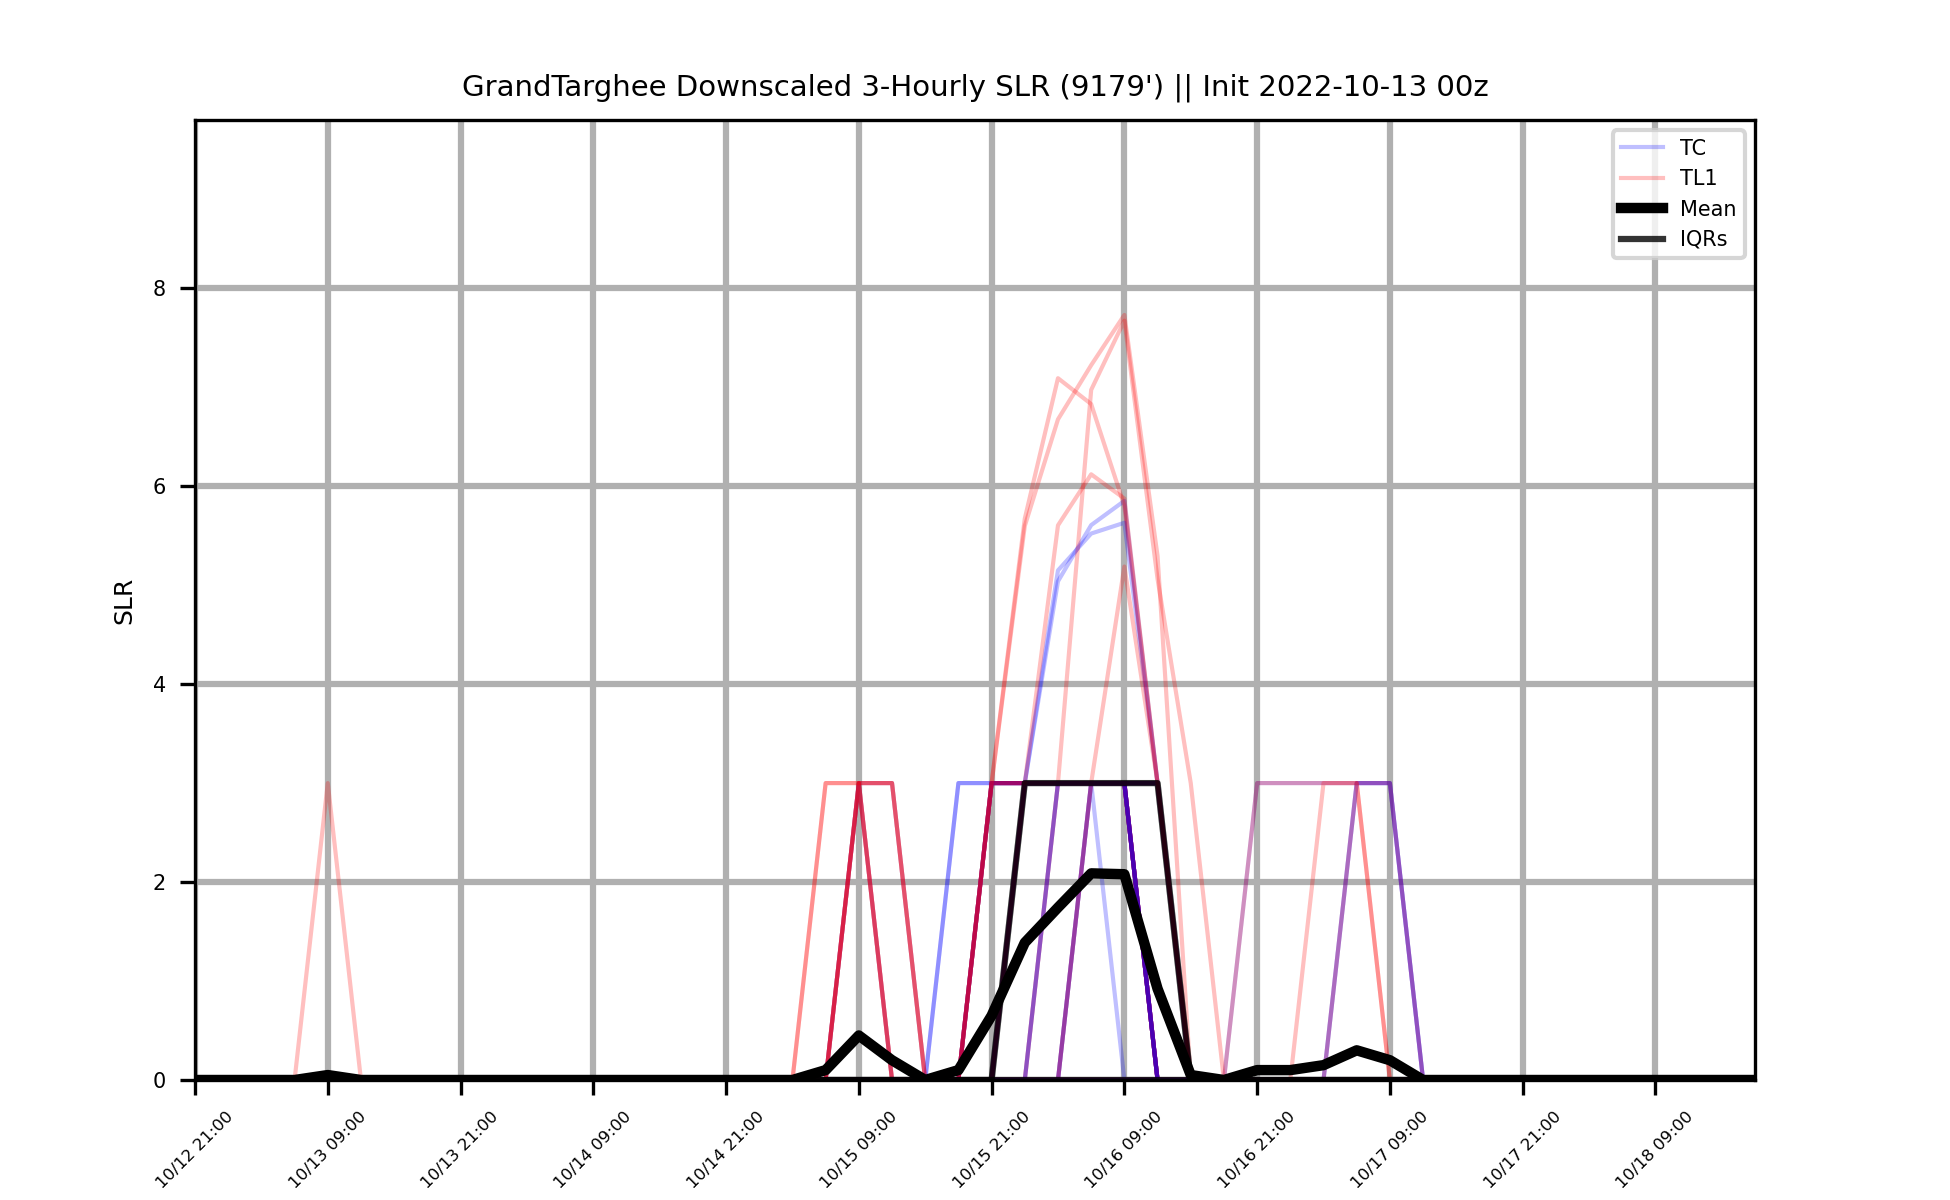 GrandTarghee Downscaled 3-Hourly SLR (9179') || Init 2022-10-13 00z
TC
TL1
Mean
IQRs
SLR
8
6
4
2
0
10/12 21:00
10/13 09:00
10/13 21:00
10/14 09:00
10/14 21:00
10/15 09:00
10/15 21:00
10/16 09:00
10/16 21:00
10/17 09:00
10/17 21:00
10/18 09:00